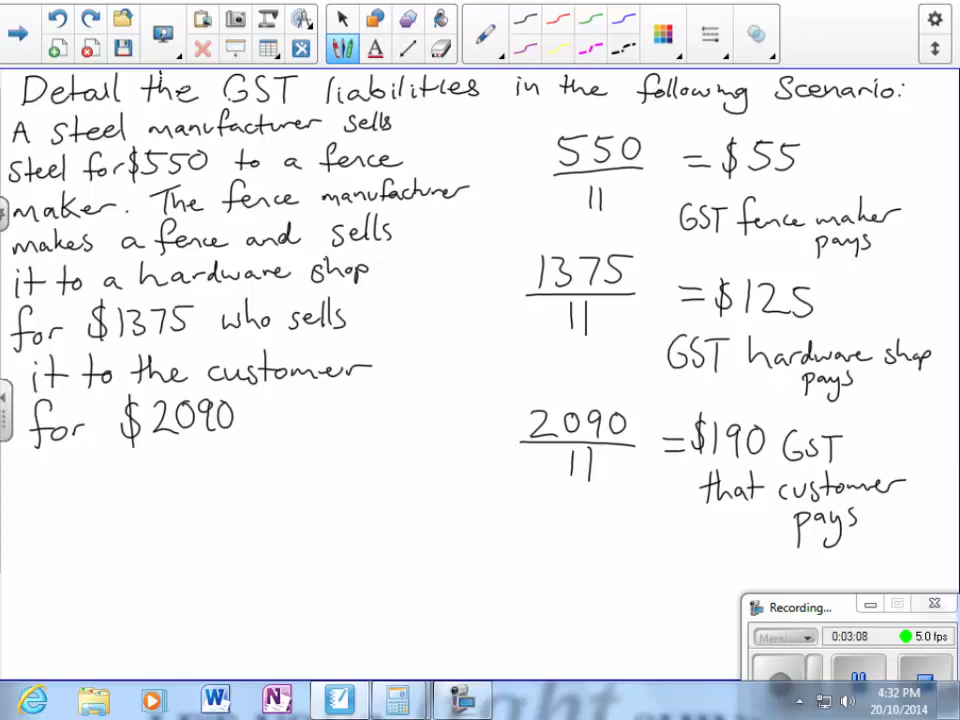 Detail the GST liabilities in the following Scenario:
A steel manufacturer sells
steel for $550 to a fence
maker. The fence manufacturer
makes a fence and sells
it to a hardware shop
for $1375 who sells
it to the customer
for $2090
550
11
= $55
GST fence maker
pays
1375
11
= $125
GST hardware shop
pays
2090
11
= $190 GST
that customer
pays
Recording...
Menu
0:03:08
5.0 fps
4:32 PM
20/10/2014